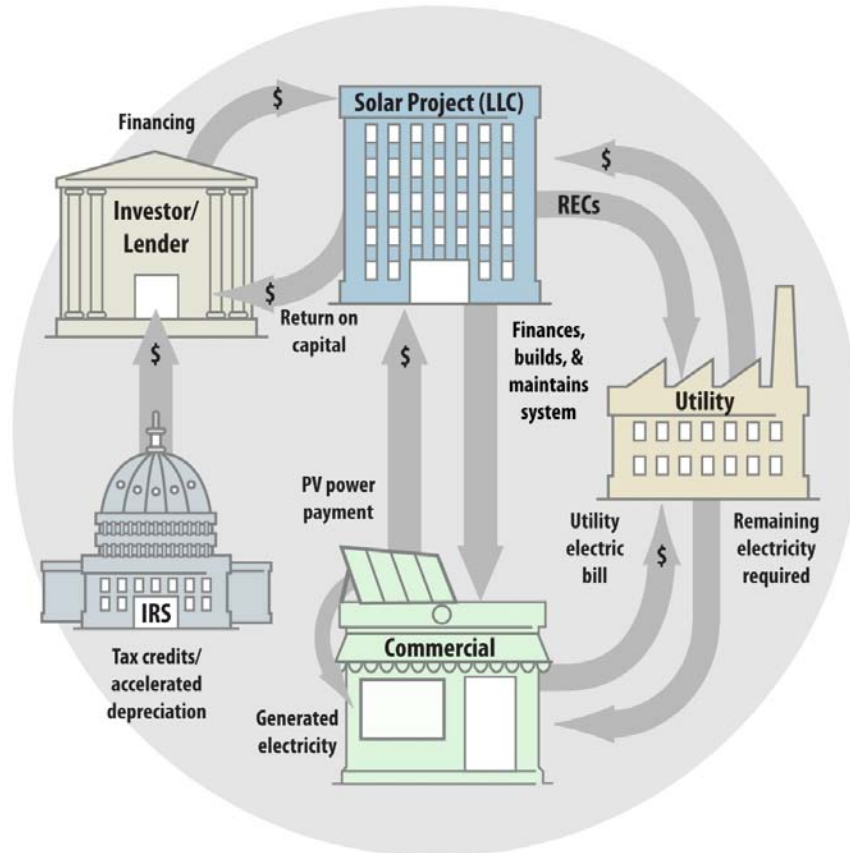 $
Solar Project (LLC)
Financing
$
RECs
Investor/
Lender
$
Return on
capital
Finances,
builds, &
maintains
system
$
$
Utility
PV power
payment
Utility
electric
bill
Remaining
electricity
required
$
IRS
Commercial
Tax credits/
accelerated
depreciation
Generated
electricity